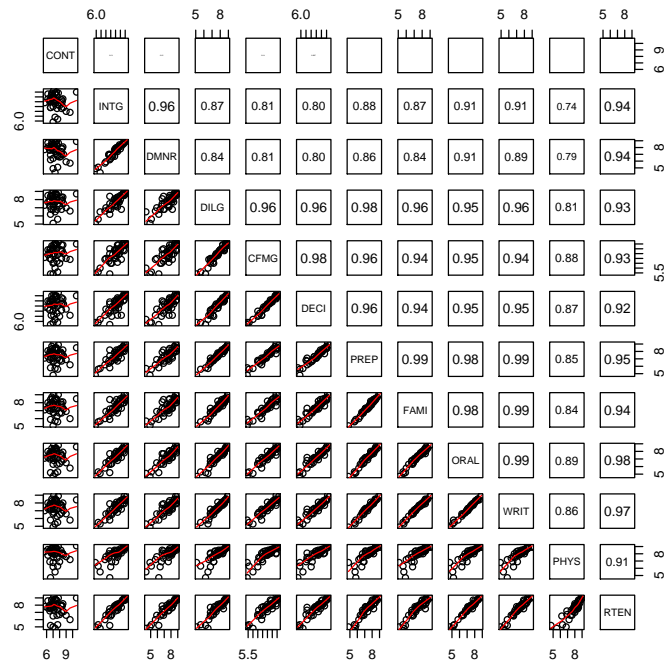 6.0 5 8 6.0 5 8 5 8
CONT 6 9
6.0 INTG 0.96 0.87 0.81 0.80 0.88 0.87 0.91 0.91 0.74 0.94
DMNR 0.84 0.81 0.80 0.86 0.84 0.91 0.89 0.79 0.94 5 8
5 8 DILG 0.96 0.96 0.98 0.96 0.95 0.96 0.81 0.93
CFMG 0.98 0.96 0.94 0.95 0.94 0.88 0.93 5.5
6.0 DECI 0.96 0.94 0.95 0.95 0.87 0.92
PREP 0.99 0.98 0.99 0.85 0.95 5 8
5 8 FAMI 0.98 0.99 0.84 0.94
ORAL 0.99 0.89 0.98 5 8
5 8 WRIT 0.86 0.97
PHYS 0.91 5 8
5 8 RTEN
6 9 5 8 5.5 5 8 5 8 5 8